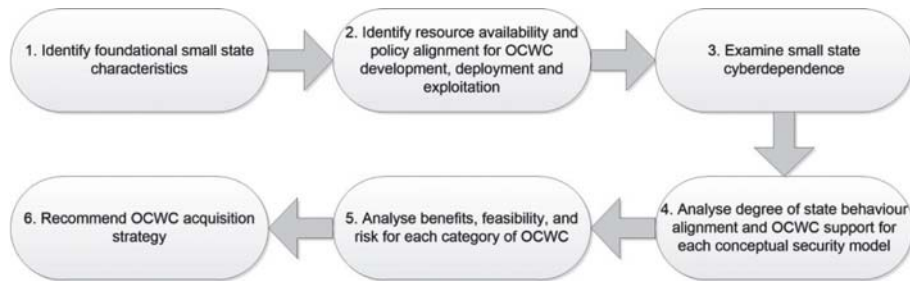 1. Identify foundational small state
characteristics
2. Identify resource availability and
policy alignment for OCWC
development, deployment and
exploitation
3. Examine small state
cyberdependence
4. Analyse degree of state behaviour
alignment and OCWC support for
each conceptual security model
5. Analyse benefits, feasibility, and
risk for each category of OCWC
6. Recommend OCWC acquisition
strategy